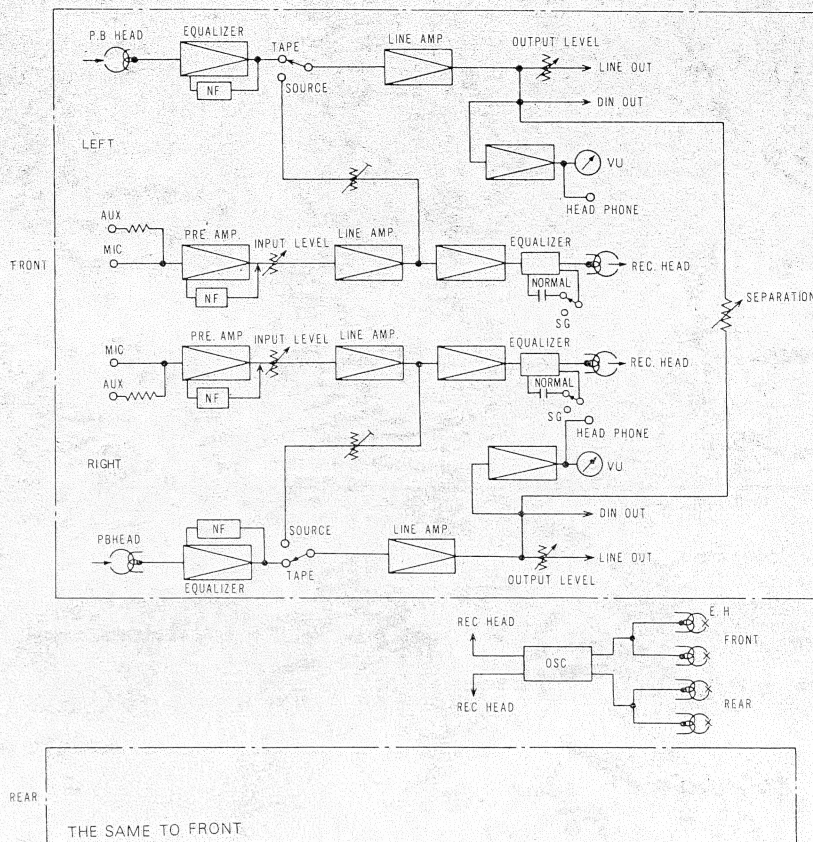 P.B HEAD
EQUALIZER
NF
TAPE
SOURCE
LINE AMP.
OUTPUT LEVEL
LINE OUT
DIN OUT
VU
HEAD PHONE
LEFT
AUX
MIC
PRE. AMP.
INPUT LEVEL
NF
LINE AMP.
EQUALIZER
NORMAL
SG
REC. HEAD
FRONT
SEPARATION
MIC
AUX
PRE. AMP.
INPUT LEVEL
NF
LINE AMP.
EQUALIZER
NORMAL
SG
REC. HEAD
HEAD PHONE
VU
RIGHT
DIN OUT
LINE OUT
OUTPUT LEVEL
LINE AMP.
SOURCE
TAPE
NF
PBHEAD
EQUALIZER
REC HEAD
OSC
REC HEAD
E.H
FRONT
REAR
REAR
THE SAME TO FRONT